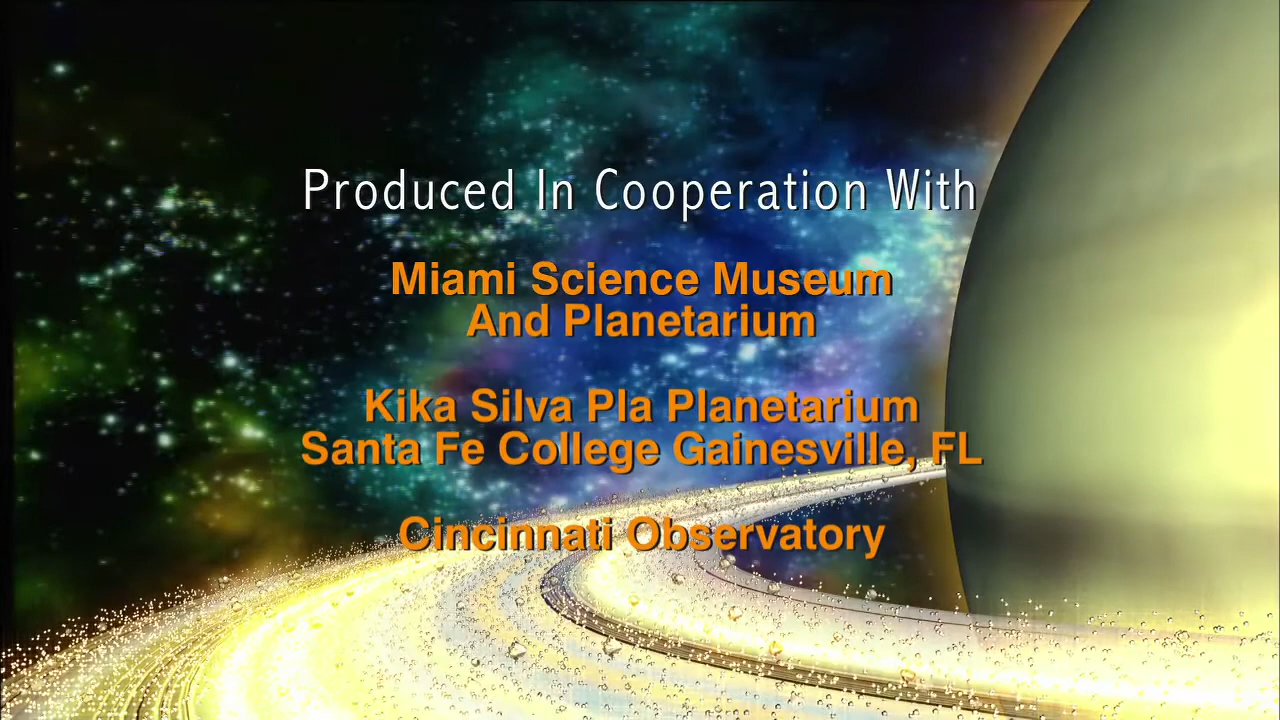 Produced In Cooperation With
Miami Science Museum
And Planetarium
Kika Silva Pla Planetarium
Santa Fe College Gainesville, FL
Cincinnati Observatory